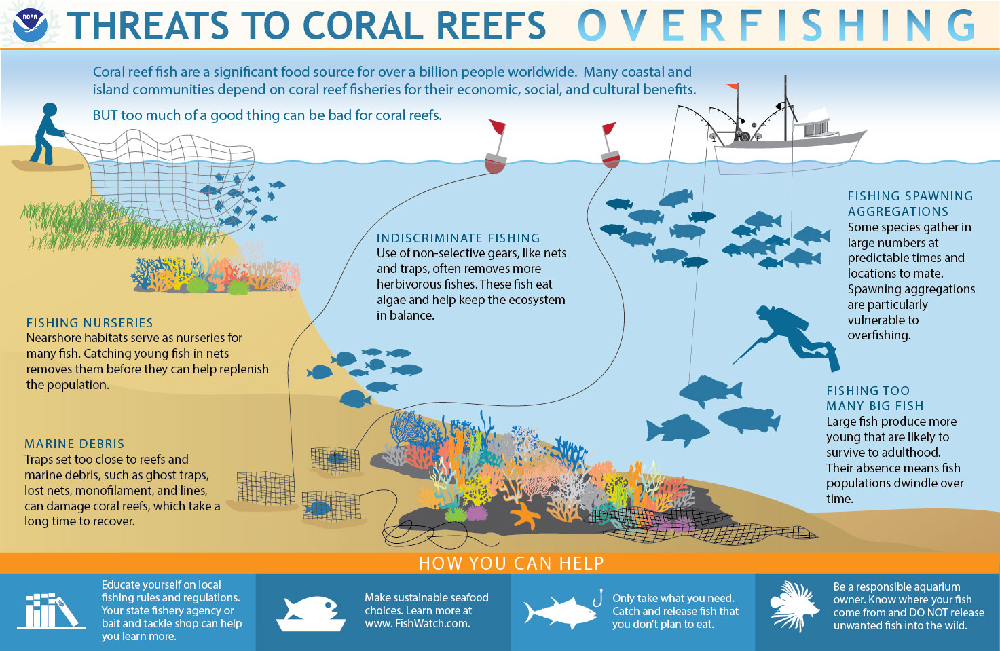 NOAA
THREATS TO CORAL REEFS OVERFISHING
Coral reef fish are a significant food source for over a billion people worldwide. Many coastal and
island communities depend on coral reef fisheries for their economic, social, and cultural benefits.
BUT too much of a good thing can be bad for coral reefs.
FISHING SPAWNING
AGGREGATIONS
Some species gather in
large numbers at
predictable times and
locations to mate.
Spawning aggregations
are particularly
vulnerable to
overfishing.
INDISCRIMINATE FISHING
Use of non-selective gears, like nets
and traps, often removes more
herbivorous fishes. These fish eat
algae and help keep the ecosystem
in balance.
FISHING NURSERIES
Nearshore habitats serve as nurseries for
many fish. Catching young fish in nets
removes them before they can help replenish
the population.
FISHING TOO
MANY BIG FISH
Large fish produce more
young that are likely to
survive to adulthood.
Their absence means fish
populations dwindle over
time.
MARINE DEBRIS
Traps set too close to reefs and
marine debris, such as ghost traps,
lost nets, monofilament, and lines,
can damage coral reefs, which take a
long time to recover.
HOW YOU CAN HELP
Educate yourself on local
fishing rules and regulations.
Your state fishery agency or
bait and tackle shop can help
you learn more.
Make sustainable seafood
choices. Learn more at
www. FishWatch.com.
Only take what you need.
Catch and release fish that
you don't plan to eat.
Be a responsible aquarium
owner. Know where your fish
come from and DO NOT release
unwanted fish into the wild.